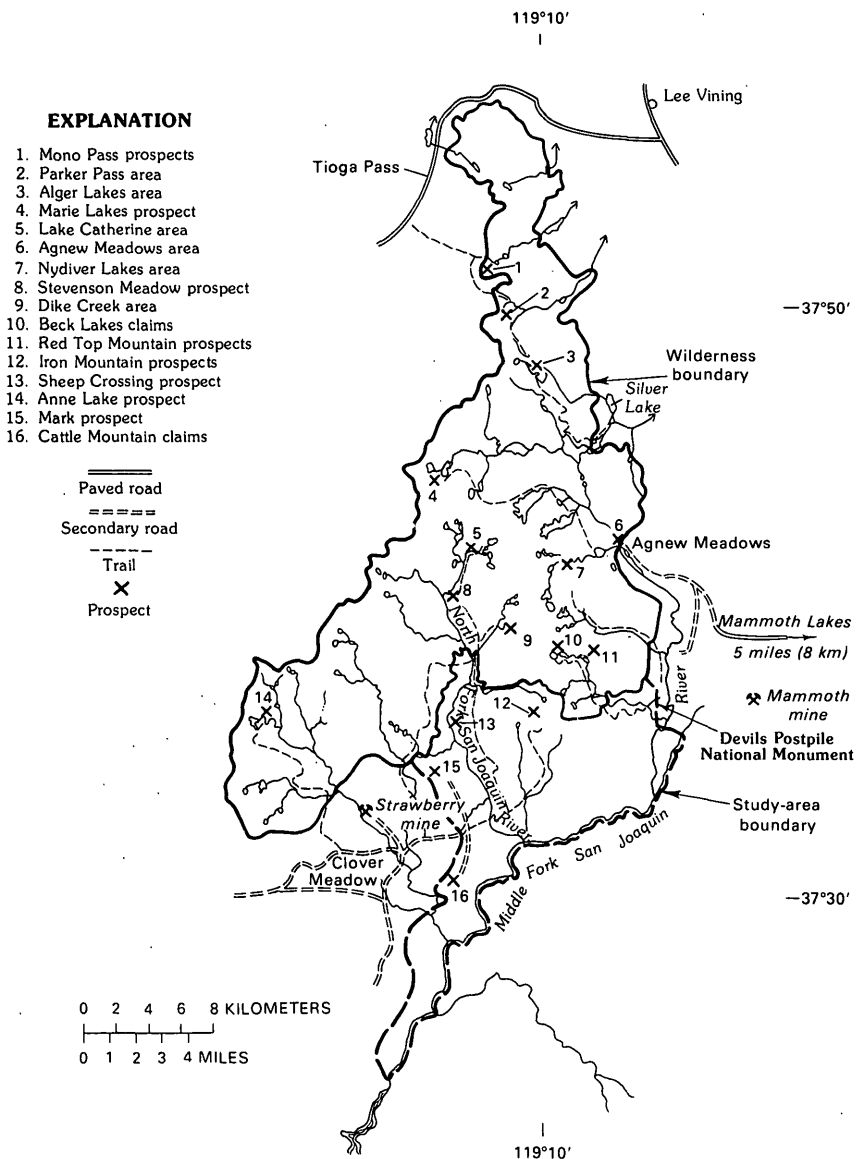 119°10′
Lee Vining
EXPLANATION
1. Mono Pass prospects
2. Parker Pass area
3. Alger Lakes area
4. Marie Lakes prospect
5. Lake Catherine area
6. Agnew Meadows area
7. Nydiver Lakes area
8. Stevenson Meadow prospect
9. Dike Creek area
10. Beck Lakes claims
11. Red Top Mountain prospects
12. Iron Mountain prospects
13. Sheep Crossing prospect
14. Anne Lake prospect
15. Mark prospect
16. Cattle Mountain claims
Paved road
Secondary road
Trail
Prospect
Tioga Pass
1
2
—37°50′
3
Wilderness
boundary
Silver
Lake
4
5
6
Agnew Meadows
7
8
North
Fork
San Joaquin
River
9
10
11
Mammoth Lakes
5 miles (8 km)
River
Mammoth
mine
12
13
14
Devils Postpile
National Monument
15
Strawberry
mine
Study-area
boundary
Clover
Meadow
16
Middle Fork San Joaquin
—37°30′
0 2 4 6 8 KILOMETERS
0 1 2 3 4 MILES
119°10′